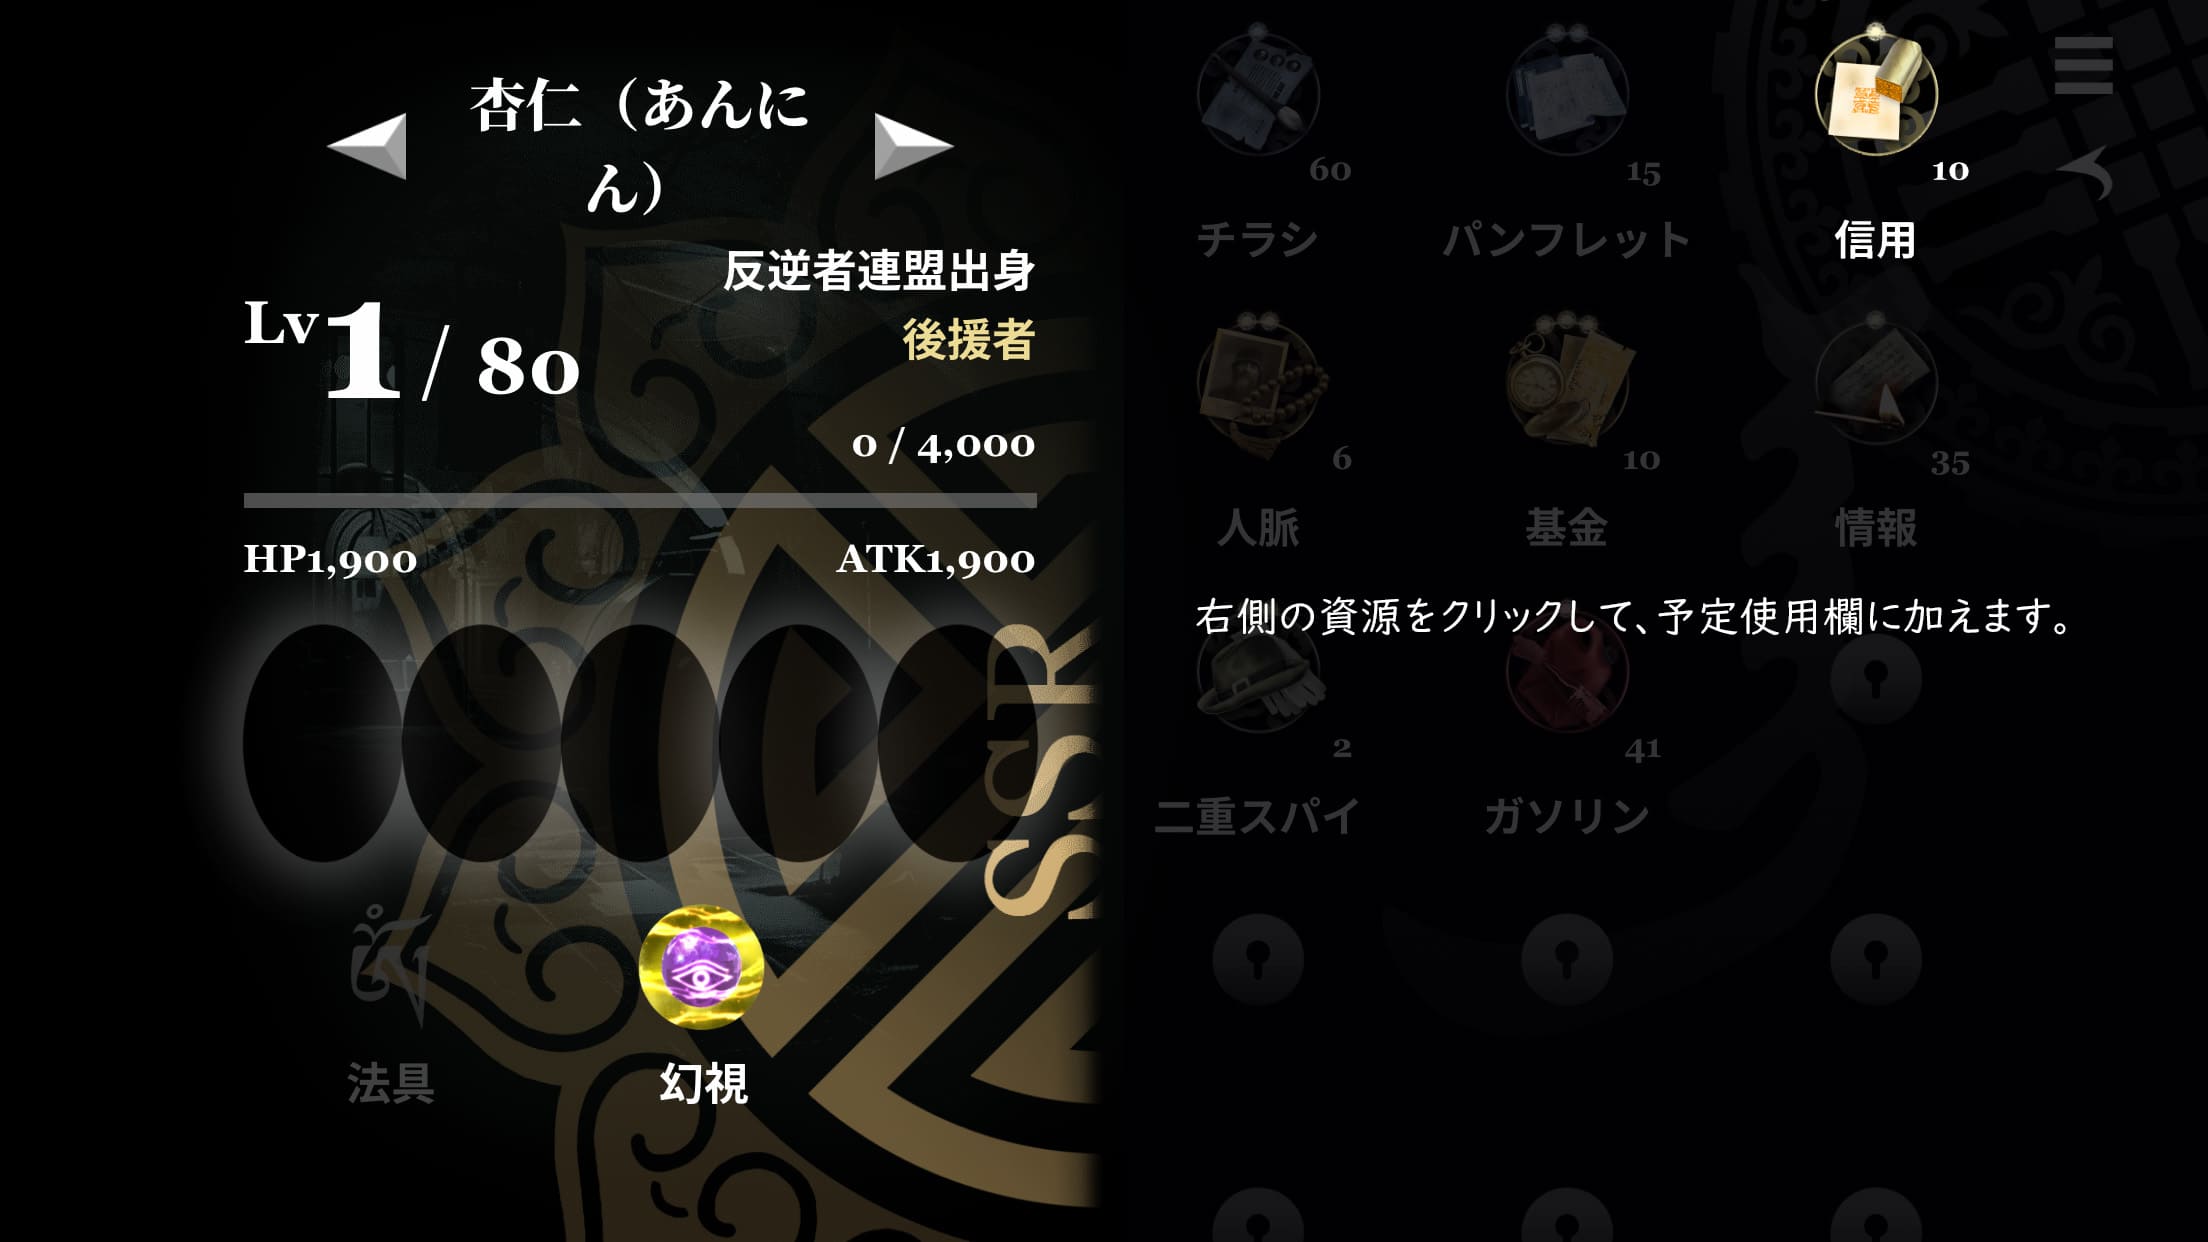 杏仁（あんに
ん）
反逆者連盟出身
Lv1 / 80
後援者
0 / 4,000
HP1,900
ATK1,900
SSR
法具
幻視
60
15
10
チラシ
パンフレット
信用
6
10
35
人脈
基金
情報
右側の資源をクリックして、予定使用欄に加えます。
2
41
二重スパイ
ガソリン